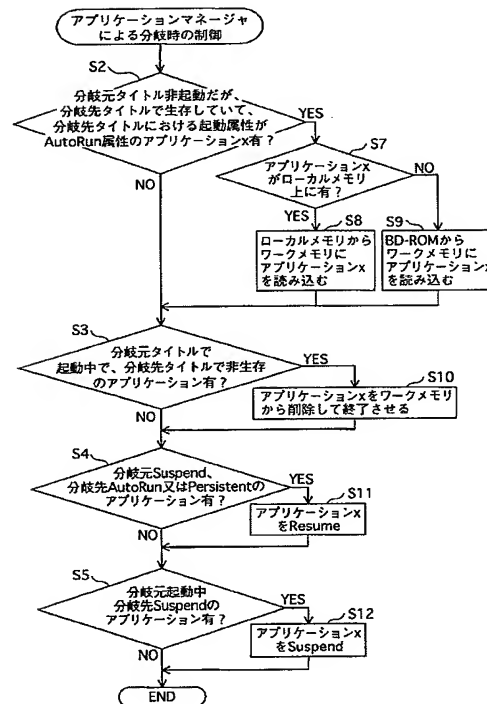 アプリケーションマネージャ
による分岐時の制御
S2
分岐元タイトル非起動だが、
分岐先タイトルで生存していて、
分岐先タイトルにおける起動属性が
AutoRun属性のアプリケーションx有？
YES
NO
S7
アプリケーションx
がローカルメモリ
上に有？
NO
YES
S8
ローカルメモリから
ワークメモリに
アプリケーションx
を読み込む
S9
BD-ROMから
ワークメモリに
アプリケーションx
を読み込む
S3
分岐元タイトルで
起動中で、分岐先タイトルで非生存
のアプリケーション有？
YES
NO
S10
アプリケーションxをワークメモリ
から削除して終了させる
S4
分岐元Suspend、
分岐先AutoRun又はPersistentの
アプリケーション有？
YES
NO
S11
アプリケーションx
をResume
S5
分岐元起動中
分岐先Suspendの
アプリケーション有？
YES
NO
S12
アプリケーションx
をSuspend
END